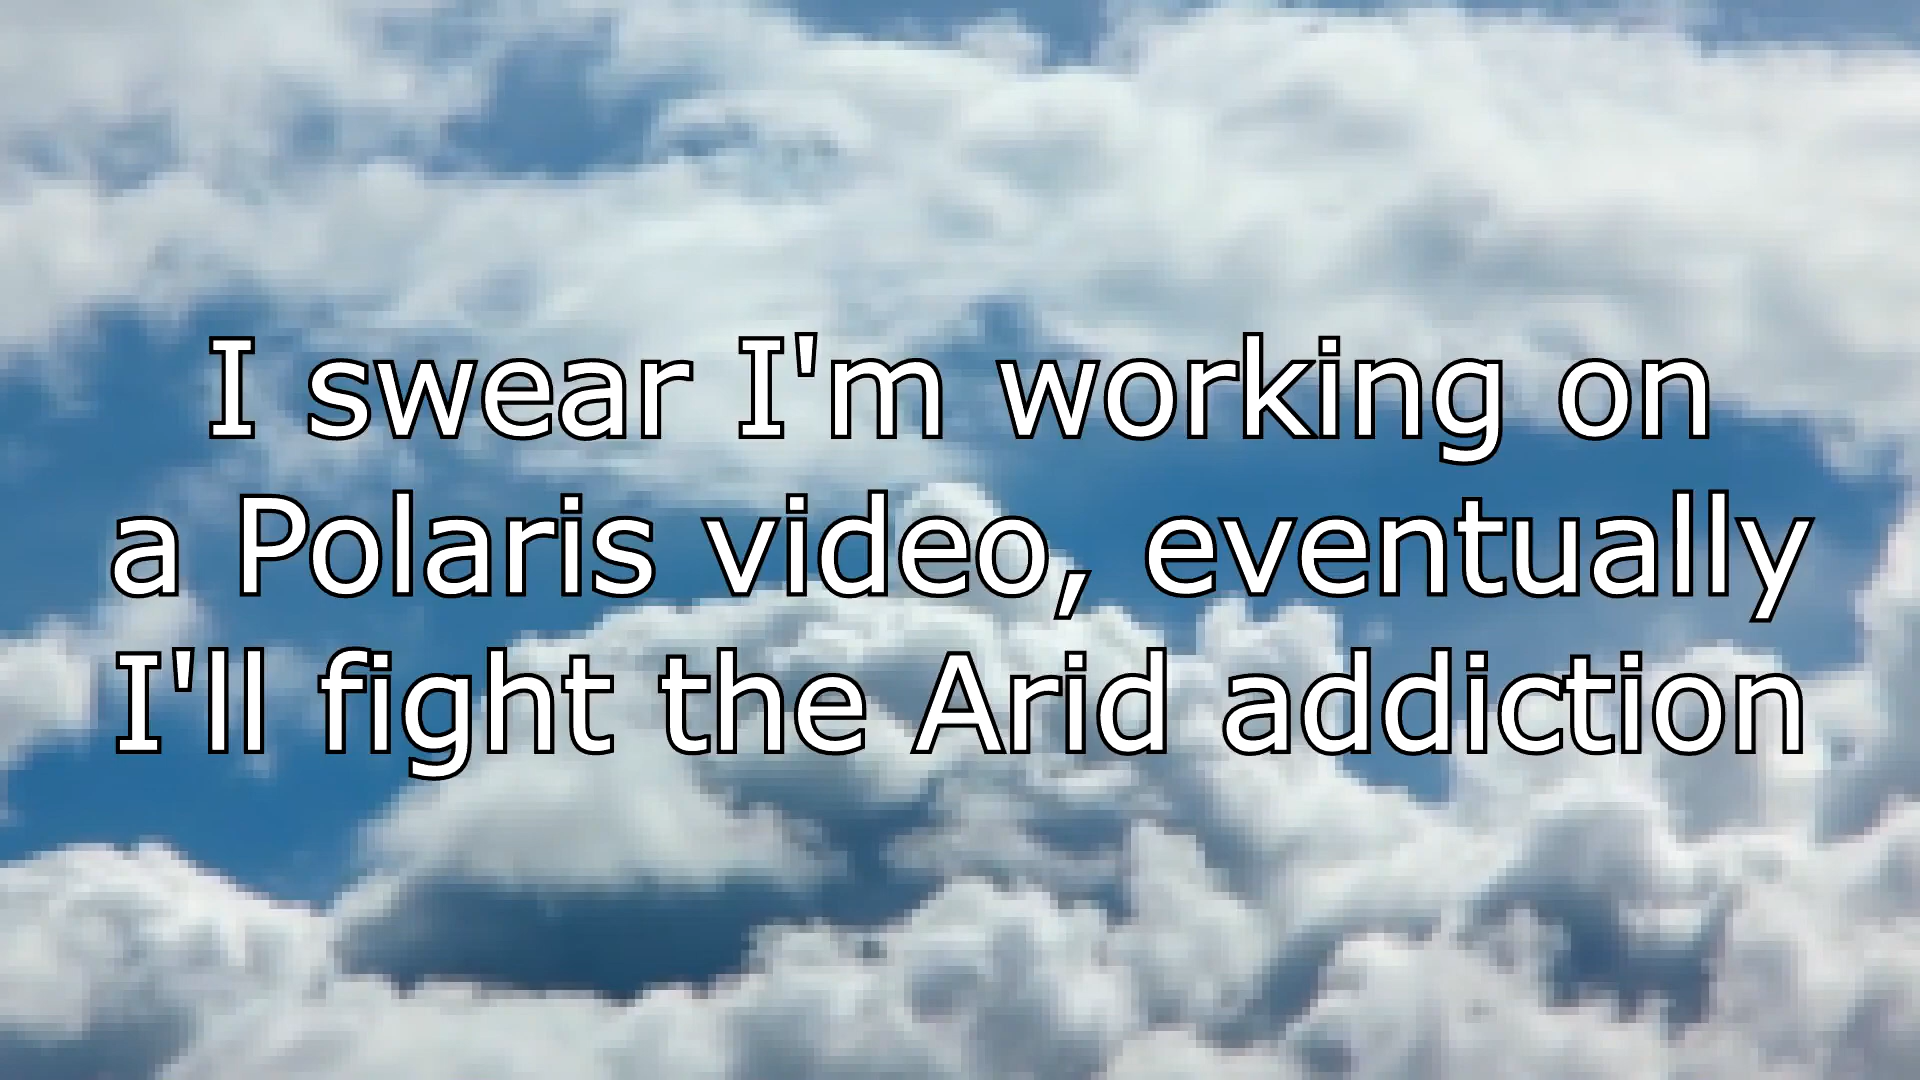 I swear I'm working on
a Polaris video, eventually
I'll fight the Arid addiction